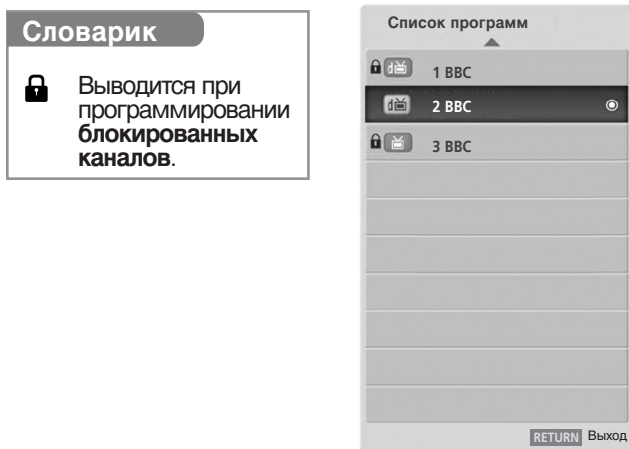 Словарик
Выводится при
программировании
блокированных
каналов.
Список программ
1 BBC
2 BBC
3 BBC
RETURN Выход